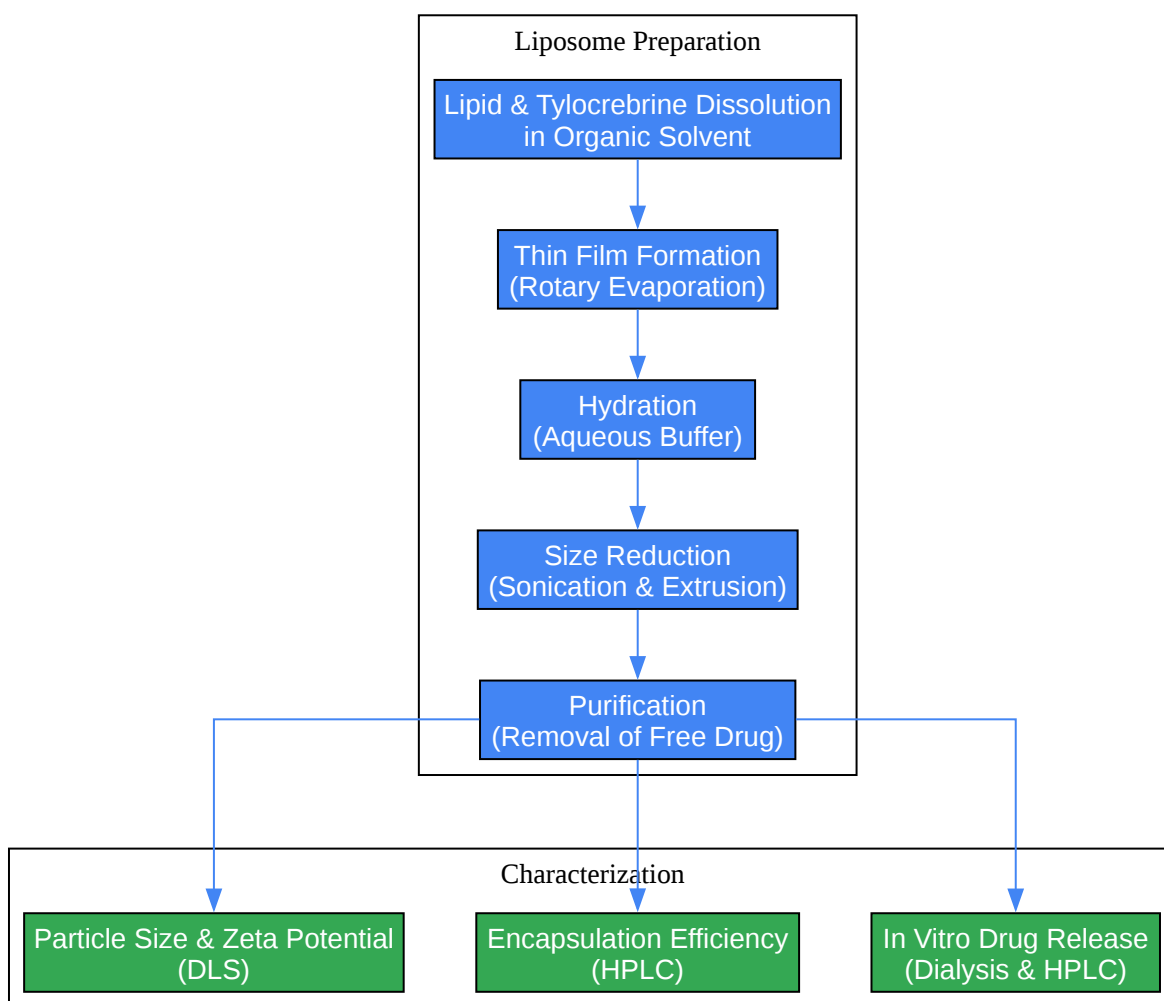 Liposome Preparation
Lipid & Tylocrebrine Dissolution
in Organic Solvent
Thin Film Formation
(Rotary Evaporation)
Hydration
(Aqueous Buffer)
Size Reduction
(Sonication & Extrusion)
Purification
(Removal of Free Drug)
Characterization
Particle Size & Zeta Potential
(DLS)
Encapsulation Efficiency
(HPLC)
In Vitro Drug Release
(Dialysis & HPLC)